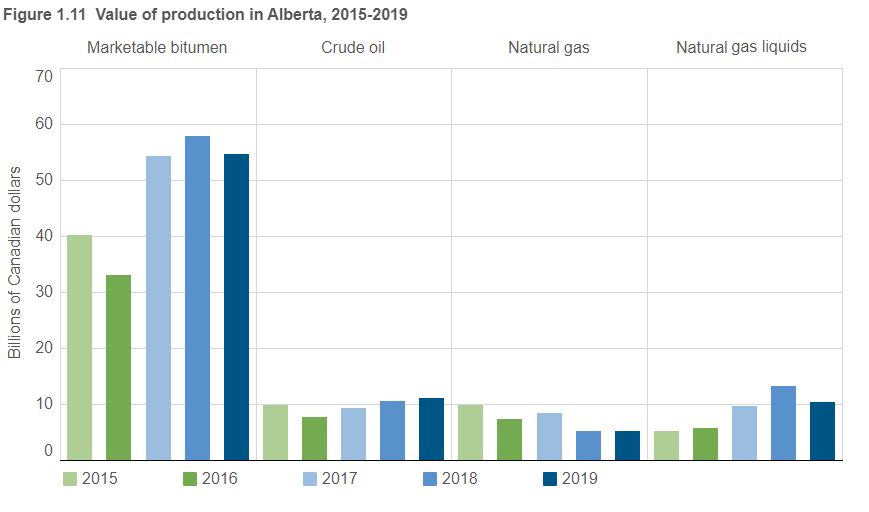 Figure 1.11 Value of production in Alberta, 2015-2019
Marketable bitumen Crude oil Natural gas Natural gas liquids
Billions of Canadian dollars
70
60
50
40
30
20
10
0
2015 2016 2017 2018 2019